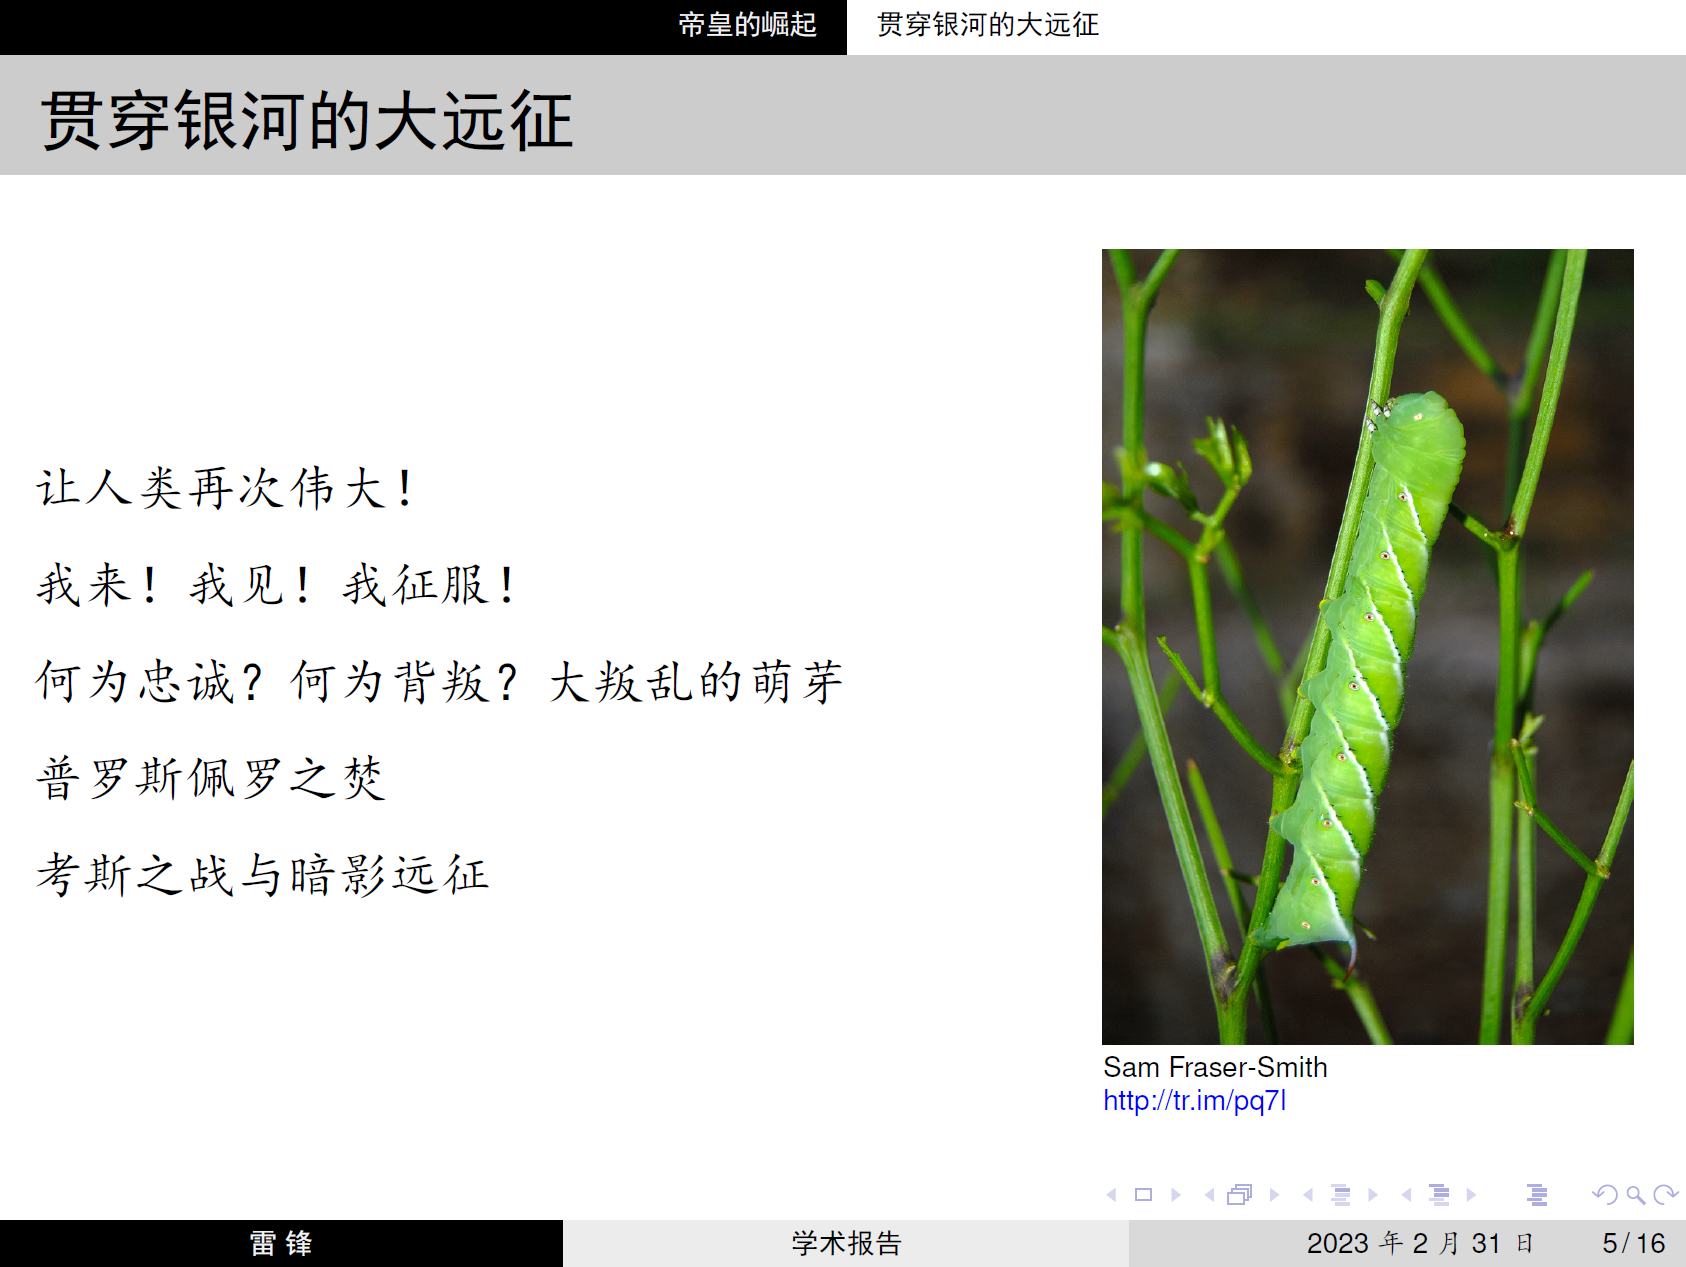 帝皇的崛起
贯穿银河的大远征
贯穿银河的大远征
让人类再次伟大！
我来！我见！我征服！
何为忠诚？何为背叛？大叛乱的萌芽
普罗斯佩罗之焚
考斯之战与暗影远征
Sam Fraser-Smith
http://tr.im/pq7l
雷 锋
学术报告
2023 年 2 月 31 日
5 / 16